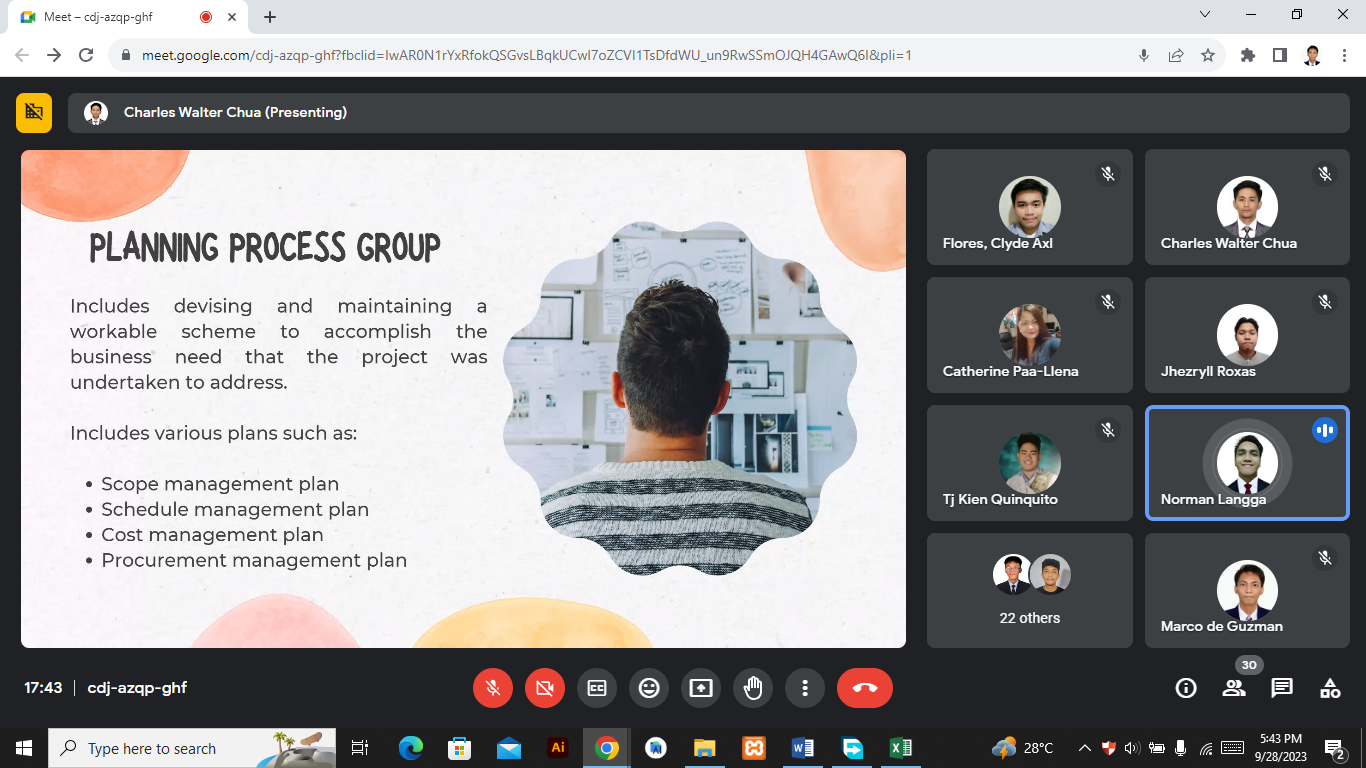 Meet – cdj-azqp-ghf
meet.google.com/cdj-azqp-ghf?fbclid=IwAR0N1rYxRfokQSGvsLBqkUCwI7oZCVI1TsDfdWU_un9RwSSmOJQH4GAwQ6I&pli=1
Charles Walter Chua (Presenting)
PLANNING PROCESS GROUP
Includes devising and maintaining a
workable scheme to accomplish the
business need that the project was
undertaken to address.
Includes various plans such as:
• Scope management plan
• Schedule management plan
• Cost management plan
• Procurement management plan
Flores, Clyde Axl
Charles Walter Chua
Catherine Paa-Llena
Jhezryll Roxas
Tj Kien Quinquito
Norman Langga
22 others
Marco de Guzman
17:43 | cdj-azqp-ghf
30
Type here to search
Ai
28°C
5:43 PM
9/28/2023
2